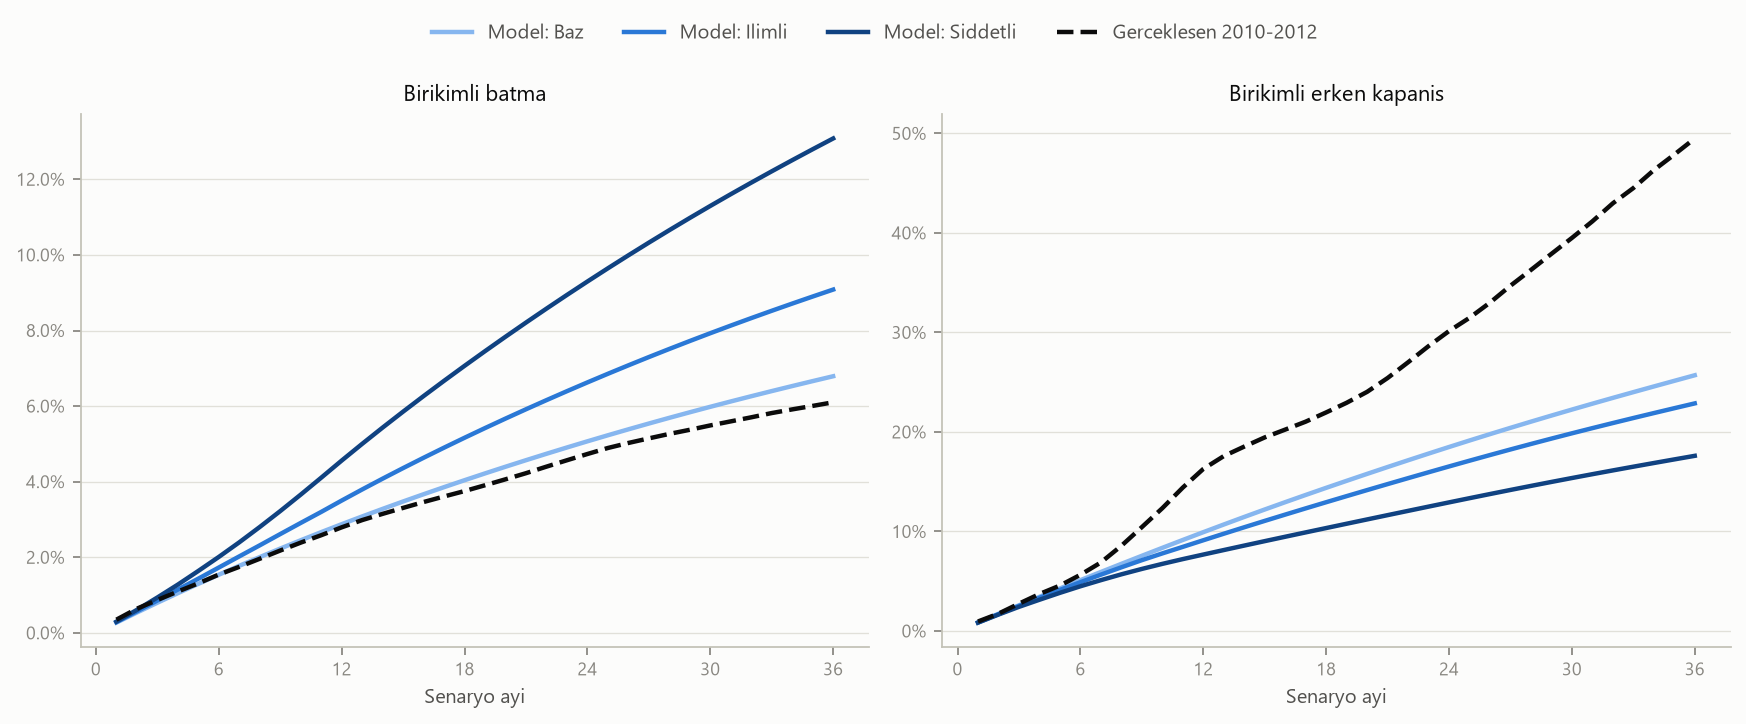 Model: Baz Model: Ilimli Model: Siddetli Gerceklesen 2010-2012
Birikimli batma
12.0%
10.0%
8.0%
6.0%
4.0%
2.0%
0.0%
0 6 12 18 24 30 36
Senaryo ayi
Birikimli erken kapanis
50%
40%
30%
20%
10%
0%
0 6 12 18 24 30 36
Senaryo ayi